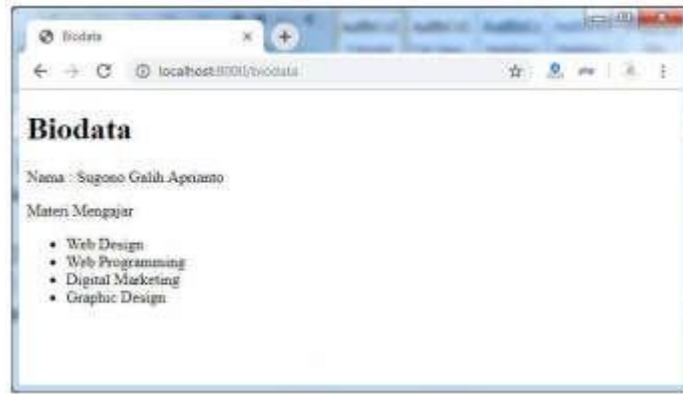 Biodata
localhost:8000/biodata
Biodata
Nama : Sugono Galih Aprianto
Materi Mengajar
Web Design
Web Programming
Digital Marketing
Graphic Design